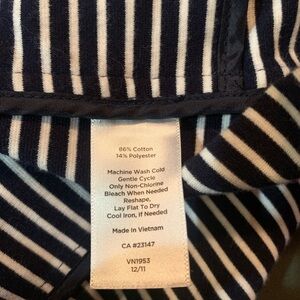 86% Cotton
14% Polyester
Machine Wash Cold
Gentle Cycle
Only Non-Chlorine
Bleach When Needed
Reshape,
Lay Flat To Dry
Cool Iron, If Needed
Made In Vietnam
CA #23147
VN1953
12/11